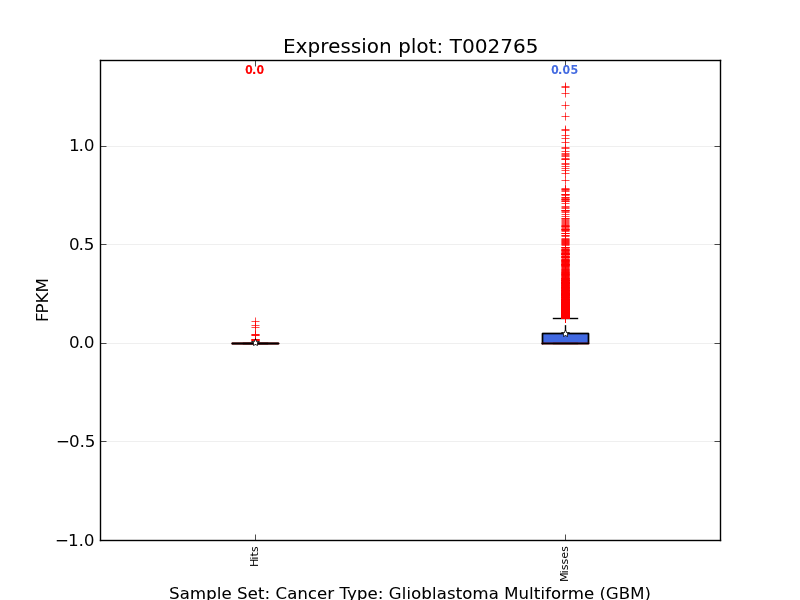 Expression plot: T002765
0.0
0.05
1.0
0.5
0.0
−0.5
−1.0
FPKM
Hits
Misses
Sample Set: Cancer Type: Glioblastoma Multiforme (GBM)